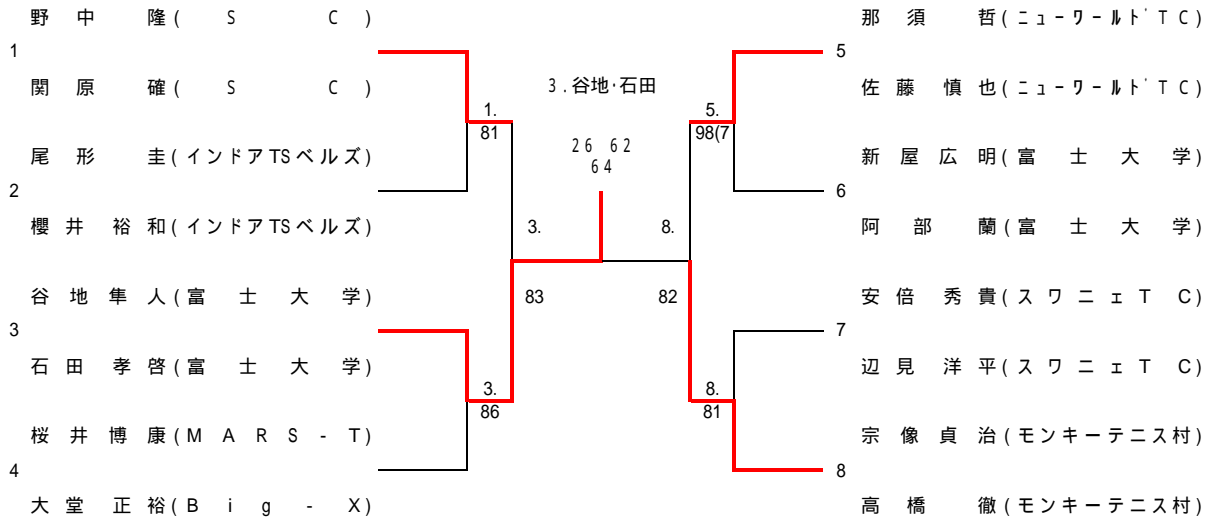 野中 隆(S C)
1
関原 確(S C)
尾形 圭(インドアTSベルズ)
2
櫻井裕和(インドアTSベルズ)
谷地隼人(富士大学)
3
石田孝啓(富士大学)
桜井博康(MARS-T)
4
大堂正裕(Big-X)
1.
81
3.
86
3.
83
3.谷地・石田
26 62
64
8.
82
5.
98(7
8.
81
那須 哲(ニューワールドTC)
5
佐藤慎也(ニューワールドTC)
新屋広明(富士大学)
6
阿部 蘭(富士大学)
安倍秀貴(スワニェTC)
7
辺見洋平(スワニェTC)
宗像貞治(モンキーテニス村)
8
高橋 徹(モンキーテニス村)